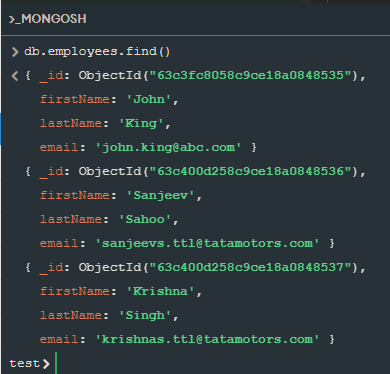 >_MONGOSH
> db.employees.find()
< { _id: ObjectId("63c3fc8058c9ce18a0848535"),
firstName: 'John',
lastName: 'King',
email: 'john.king@abc.com' }
{ _id: ObjectId("63c400d258c9ce18a0848536"),
firstName: 'Sanjeev',
lastName: 'Sahoo',
email: 'sanjeevs.ttl@tatamotors.com' }
{ _id: ObjectId("63c400d258c9ce18a0848537"),
firstName: 'Krishna',
lastName: 'Singh',
email: 'krishnas.ttl@tatamotors.com' }
test>